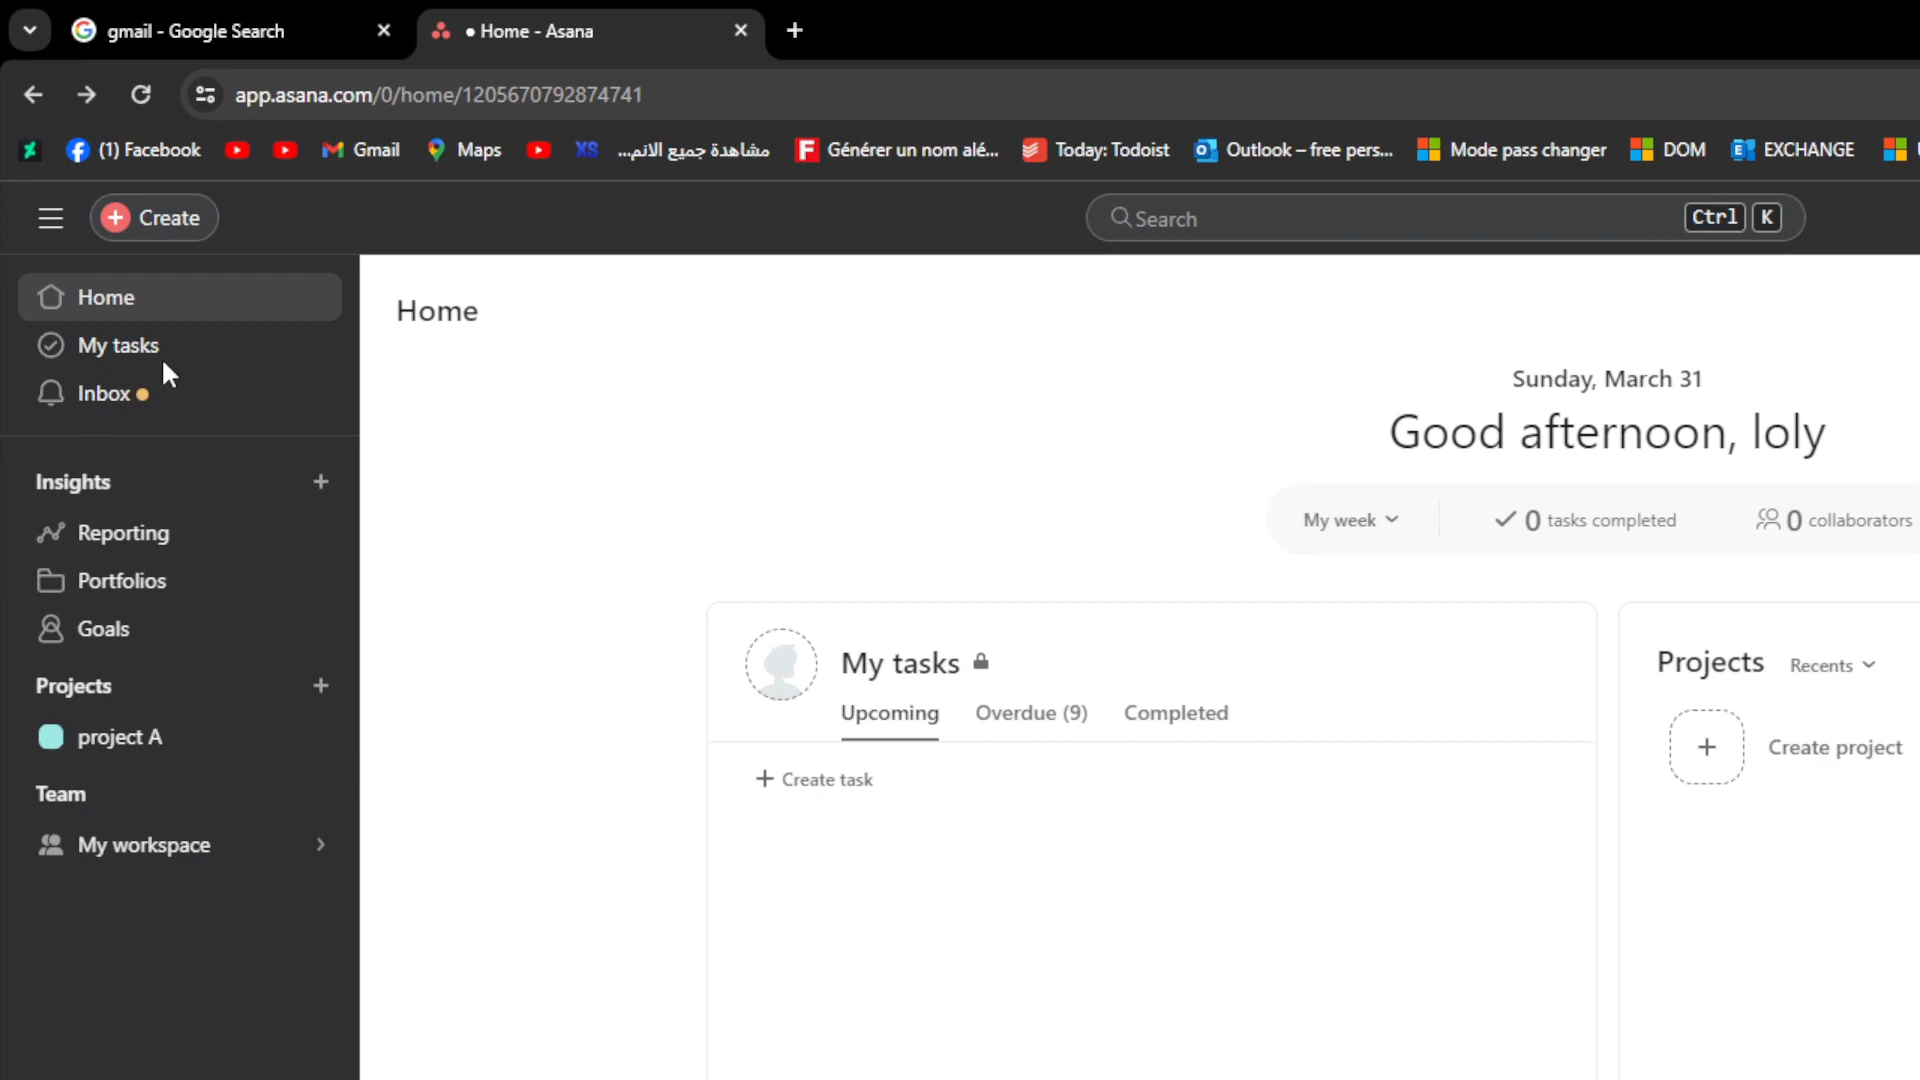 gmail - Google Search
• Home - Asana
app.asana.com/0/home/1205670792874741
(1) Facebook
Gmail
Maps
XS
مشاهدة جميع الانم...
Générer un nom alé...
Today: Todoist
Outlook – free pers...
Mode pass changer
DOM
EXCHANGE
Create
Search
Ctrl K
Home
My tasks
Inbox
Insights
Reporting
Portfolios
Goals
Projects
project A
Team
My workspace
Home
Sunday, March 31
Good afternoon, loly
My week
0 tasks completed
0 collaborators
My tasks
Upcoming
Overdue (9)
Completed
+ Create task
Projects
Recents
Create project